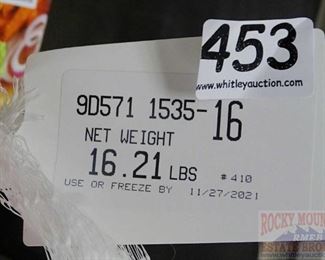 453
www.whitleyauction.com
9D571 1535-16
NET WEIGHT
16.21 LBS #410
USE OR FREEZE BY 11/27/2021
ROCKY MOUN
ESTATE BRO